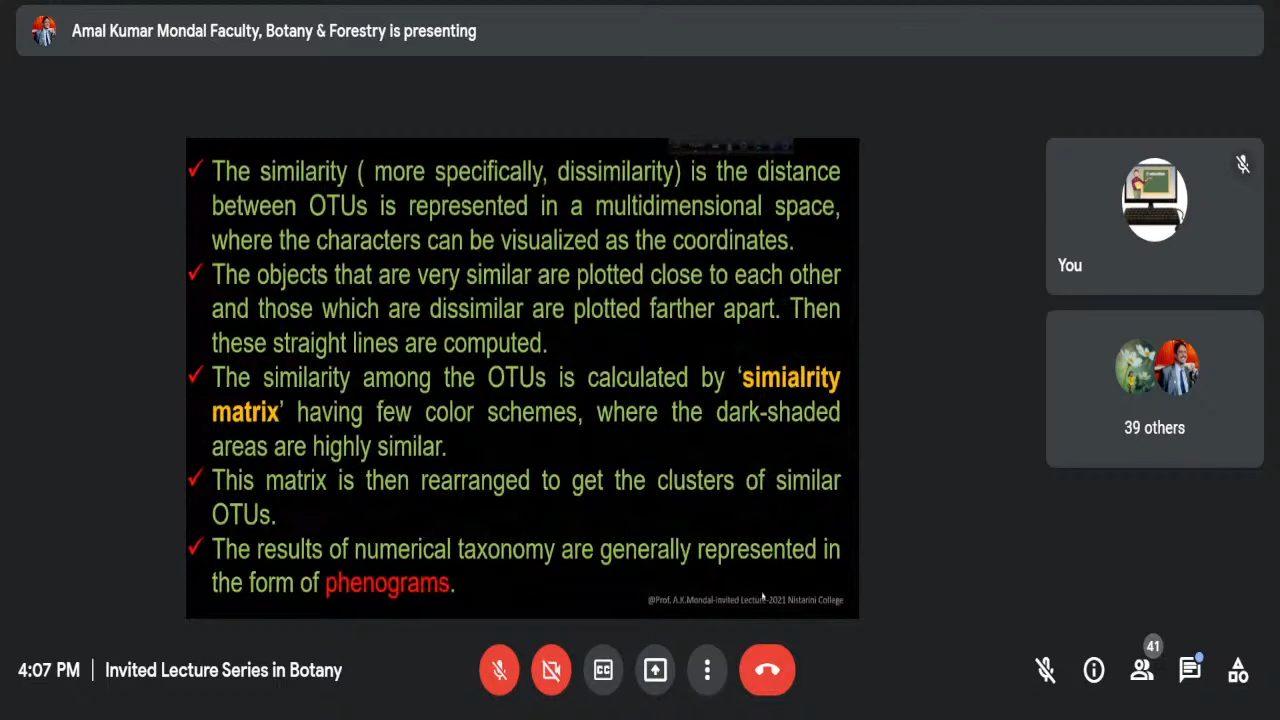 Amal Kumar Mondal Faculty, Botany & Forestry is presenting
The similarity ( more specifically, dissimilarity) is the distance
between OTUs is represented in a multidimensional space,
where the characters can be visualized as the coordinates.
The objects that are very similar are plotted close to each other
and those which are dissimilar are plotted farther apart. Then
these straight lines are computed.
The similarity among the OTUs is calculated by ‘simialrity
matrix’ having few color schemes, where the dark-shaded
areas are highly similar.
This matrix is then rearranged to get the clusters of similar
OTUs.
The results of numerical taxonomy are generally represented in
the form of phenograms.
@Prof. A.K.Mondal-Invited Lecture-2021 Nistarini College
You
39 others
4:07 PM | Invited Lecture Series in Botany
CC
41